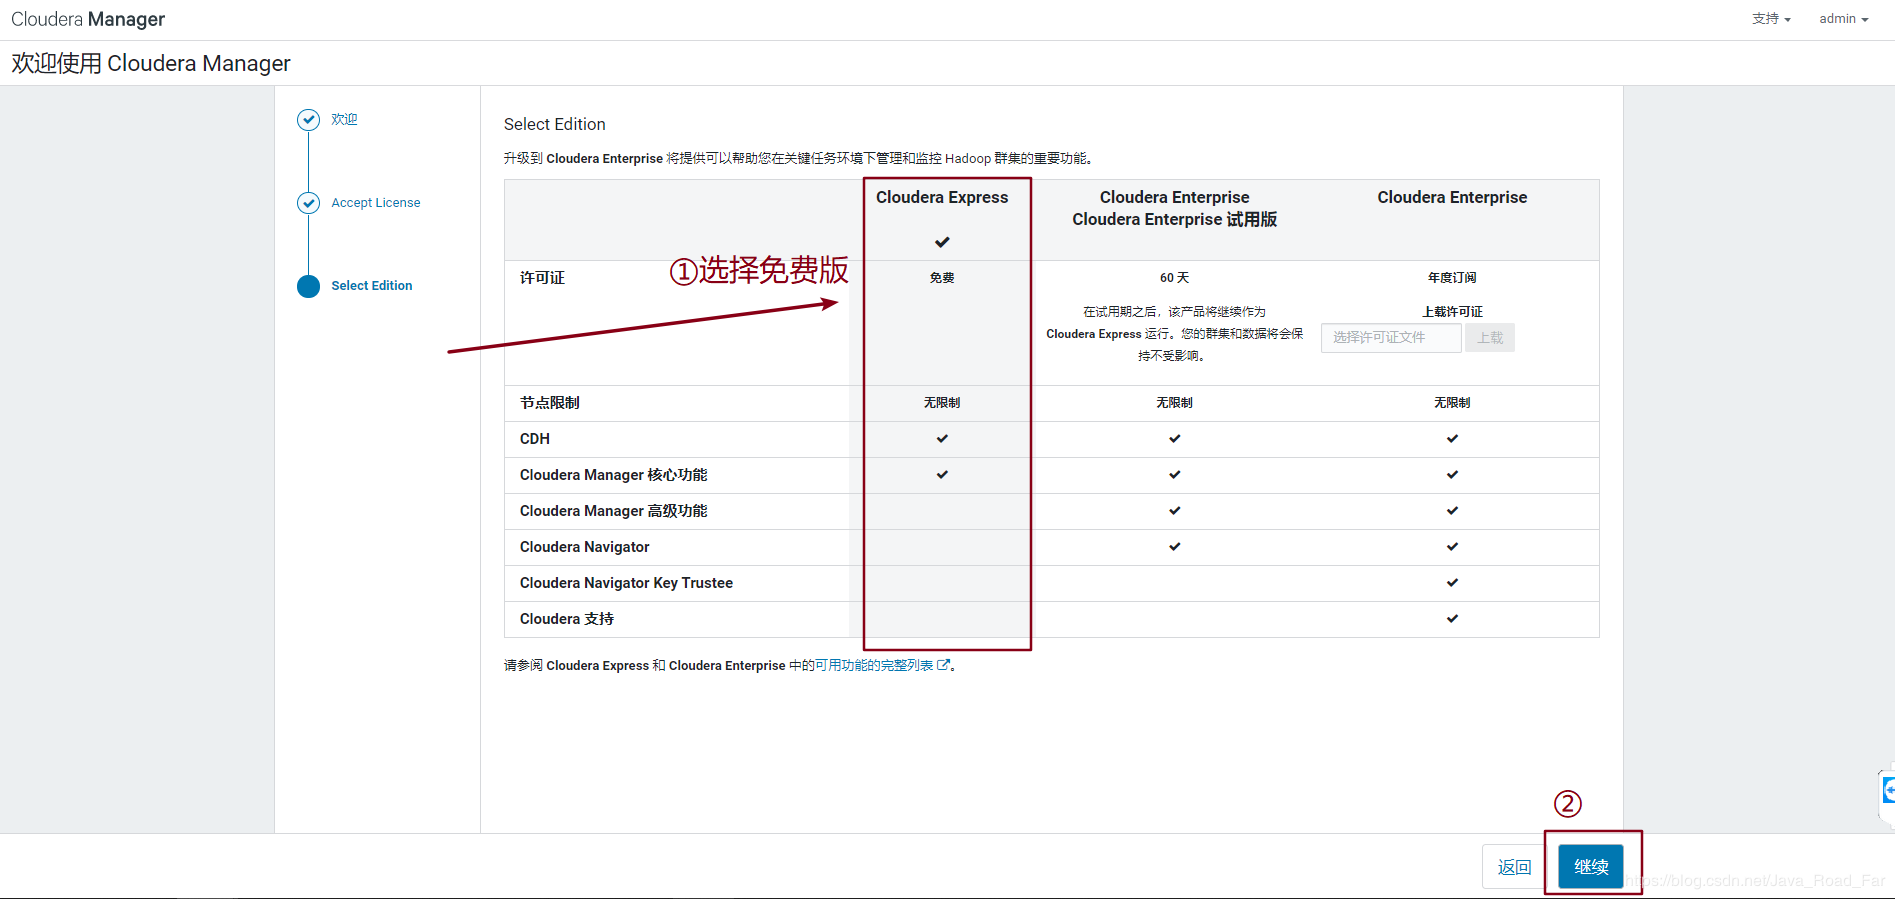 Cloudera Manager
支持
admin
欢迎使用 Cloudera Manager
欢迎
Accept License
Select Edition
Select Edition
升级到 Cloudera Enterprise 将提供可以帮助您在关键任务环境下管理和监控 Hadoop 群集的重要功能。
Cloudera Express
Cloudera Enterprise
Cloudera Enterprise 试用版
Cloudera Enterprise
①选择免费版
许可证
免费
60 天
在试用期之后，该产品将继续作为
Cloudera Express 运行。您的群集和数据将会保
持不受影响。
年度订阅
上载许可证
选择许可证文件
上载
节点限制
无限制
无限制
无限制
CDH
Cloudera Manager 核心功能
Cloudera Manager 高级功能
Cloudera Navigator
Cloudera Navigator Key Trustee
Cloudera 支持
请参阅 Cloudera Express 和 Cloudera Enterprise 中的可用功能的完整列表。
②
返回
继续
https://blog.csdn.net/Java_Road_Far